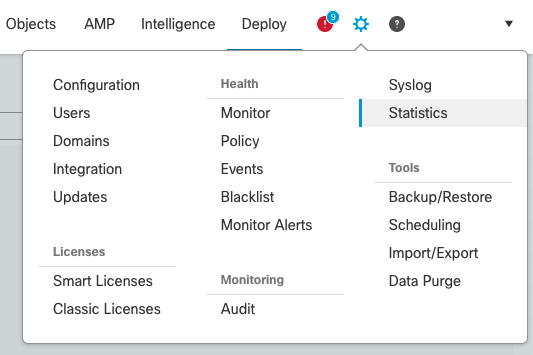 Objects AMP Intelligence Deploy 9
Configuration
Users
Domains
Integration
Updates
Licenses
Smart Licenses
Classic Licenses
Health
Monitor
Policy
Events
Blacklist
Monitor Alerts
Monitoring
Audit
Syslog
Statistics
Tools
Backup/Restore
Scheduling
Import/Export
Data Purge